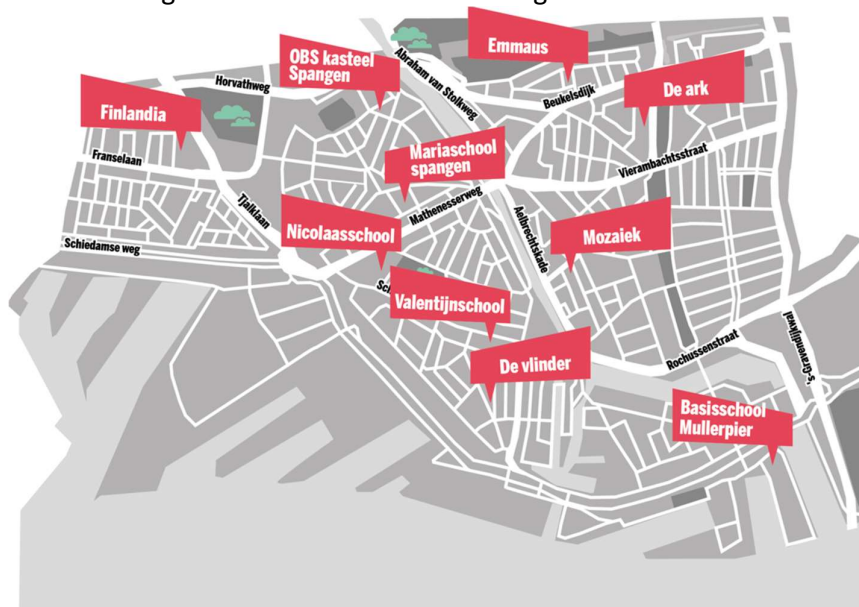 Emmaus
OBS kasteel
Spangen
Abraham van Stolkweg
Horvathweg
Beukelsdijk
De ark
Finlandia
Mariaschool
spangen
Vierambachtsstraat
Franselaan
Tjalklaan
Mathenesserweg
Nicolaasschool
Aelbrechtskade
Mozaiek
Schiedamse weg
Valentijnschool
De vlinder
Rochussenstraat
's-Gravendijkwal
Basisschool
Mullerpier